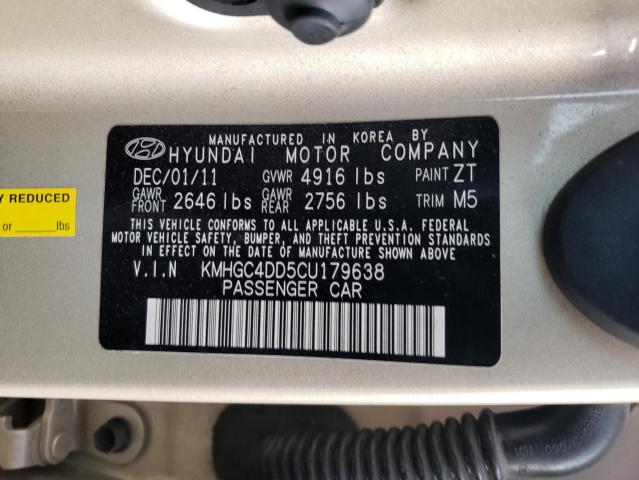 MANUFACTURED IN KOREA BY
HYUNDAI MOTOR COMPANY
DEC/01/11 GVWR 4916 lbs PAINT ZT
GAWR FRONT 2646 lbs GAWR REAR 2756 lbs TRIM M5
THIS VEHICLE CONFORMS TO ALL APPLICABLE U.S.A. FEDERAL
MOTOR VEHICLE SAFETY, BUMPER, AND THEFT PREVENTION STANDARDS
IN EFFECT ON THE DATE OF MANUFACTURE SHOWN ABOVE
V.I.N KMHGC4DD5CU179638
PASSENGER CAR
Y REDUCED
or ____lbs